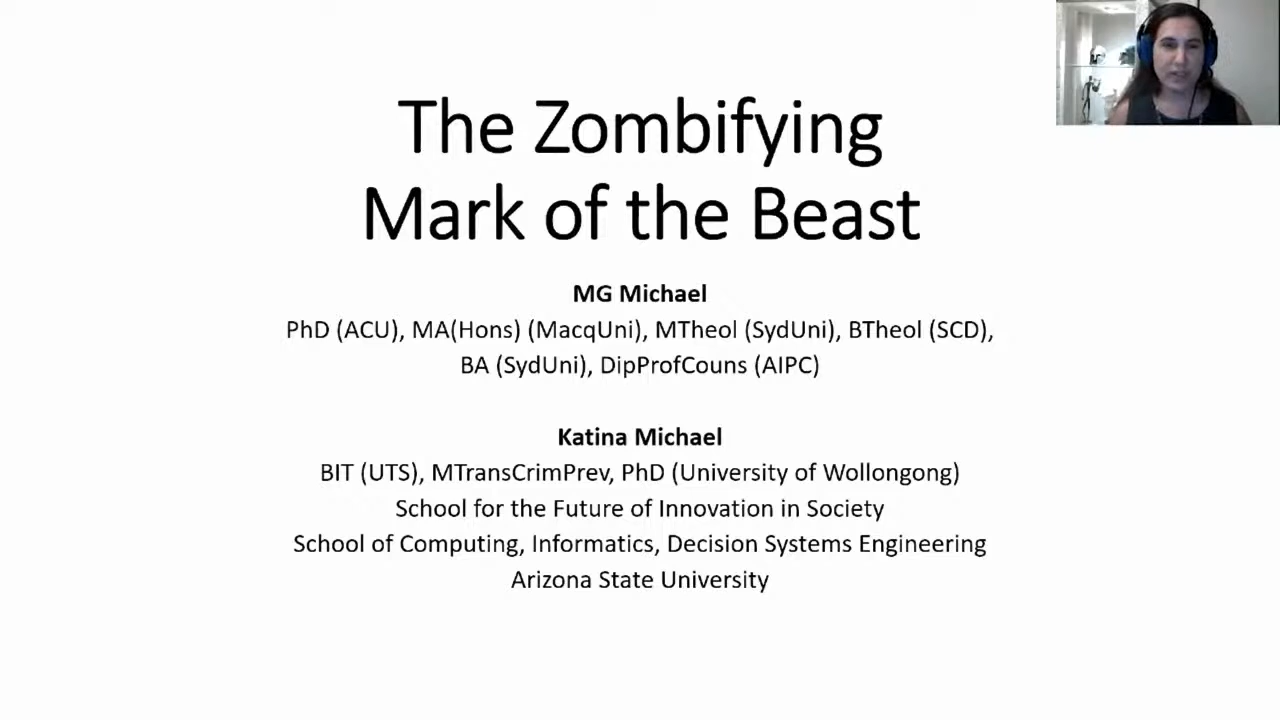 The Zombifying
Mark of the Beast
MG Michael
PhD (ACU), MA(Hons) (MacqUni), MTheol (SydUni), BTheol (SCD),
BA (SydUni), DipProfCouns (AIPC)
Katina Michael
BIT (UTS), MTransCrimPrev, PhD (University of Wollongong)
School for the Future of Innovation in Society
School of Computing, Informatics, Decision Systems Engineering
Arizona State University